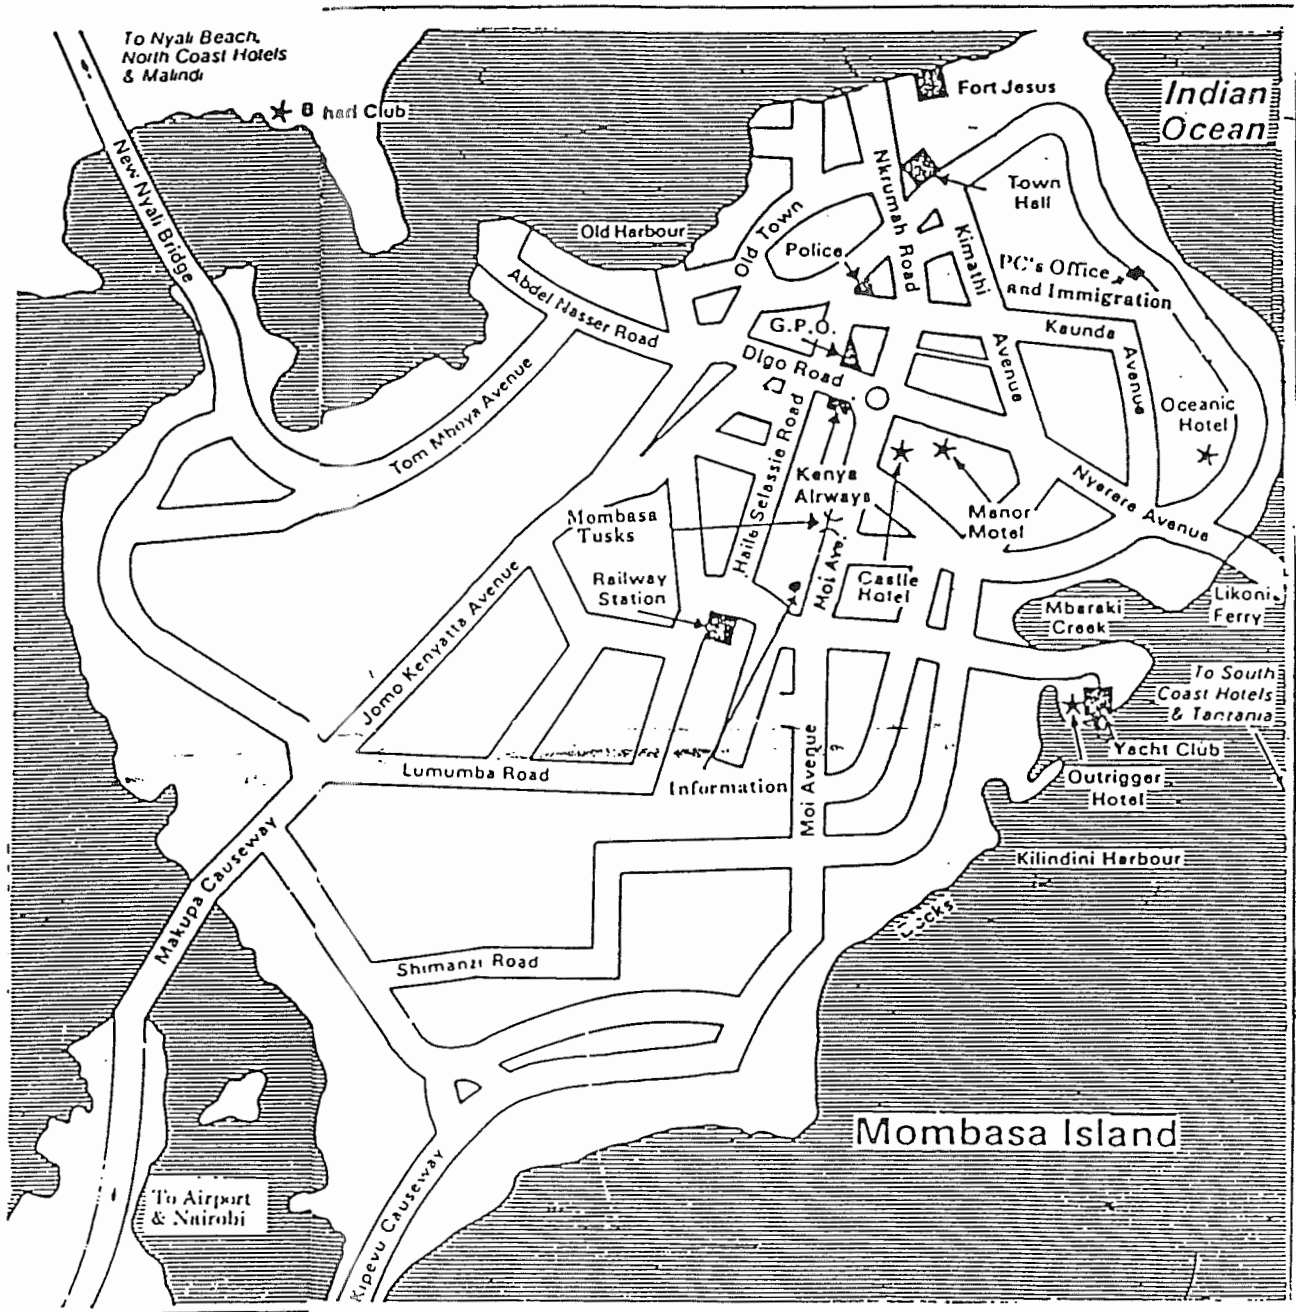 To Nyali Beach,
North Coast Hotels
& Malindi
B hari Club
Fort Jesus
Indian
Ocean
New Nyali Bridge
Town
Hall
Nkrumah Road
Old Harbour
Old Town
Police
Kimathi
Avenue
PC's Office
and Immigration
Abdel Nasser Road
G.P.O.
Kaunda
Avenue
Digo Road
Tom Mboya Avenue
Oceanic
Hotel
Haile Selassie Road
Kenya
Airways
Nyerere Avenue
Manor
Motel
Mombasa
Tusks
Moi Ave.
Railway
Station
Castle
Hotel
Likoni
Ferry
Mbaraki
Creek
Jomo Kenyatta Avenue
To South
Coast Hotels
& Tanzania
Yacht Club
Outrigger
Hotel
Lumumba Road
Information
Moi Avenue
?
Makupa Causeway
Kilindini Harbour
Docks
Shimanzi Road
Mombasa Island
To Airport
& Nairobi
Kipevu Causeway